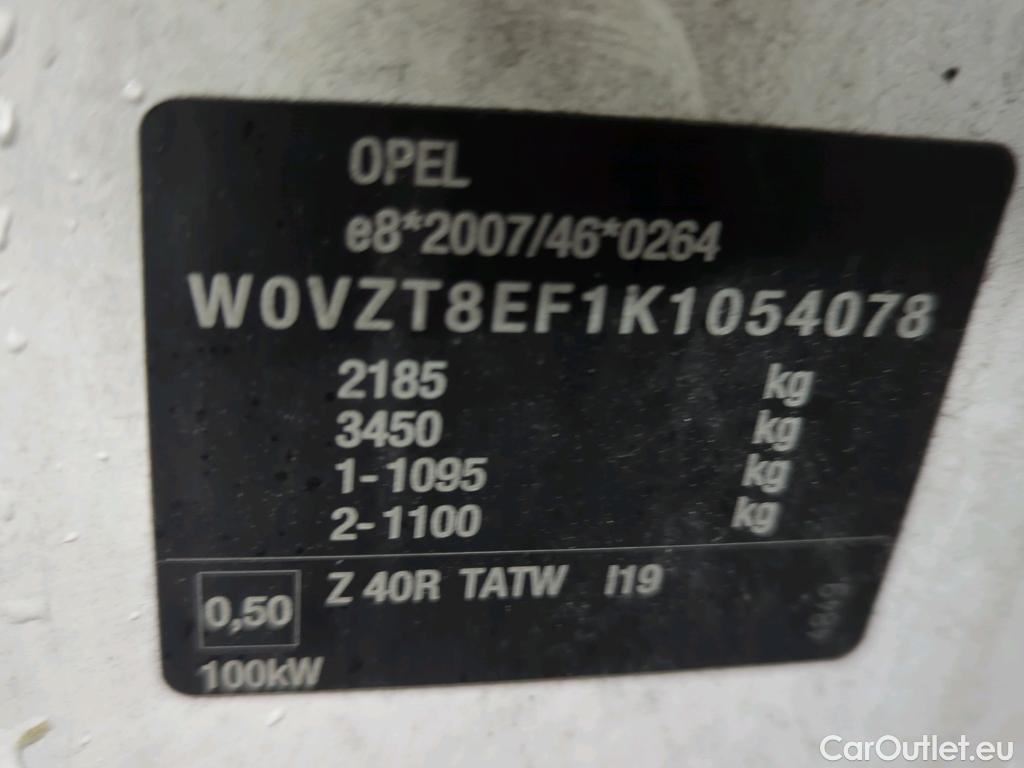 OPEL
e8*2007/46*0264
W0VZT8EF1K1054078
2185 kg
3450 kg
1-1095 kg
2-1100 kg
0,50 Z 40R TATW I19
100kW
4849
CarOutlet.eu